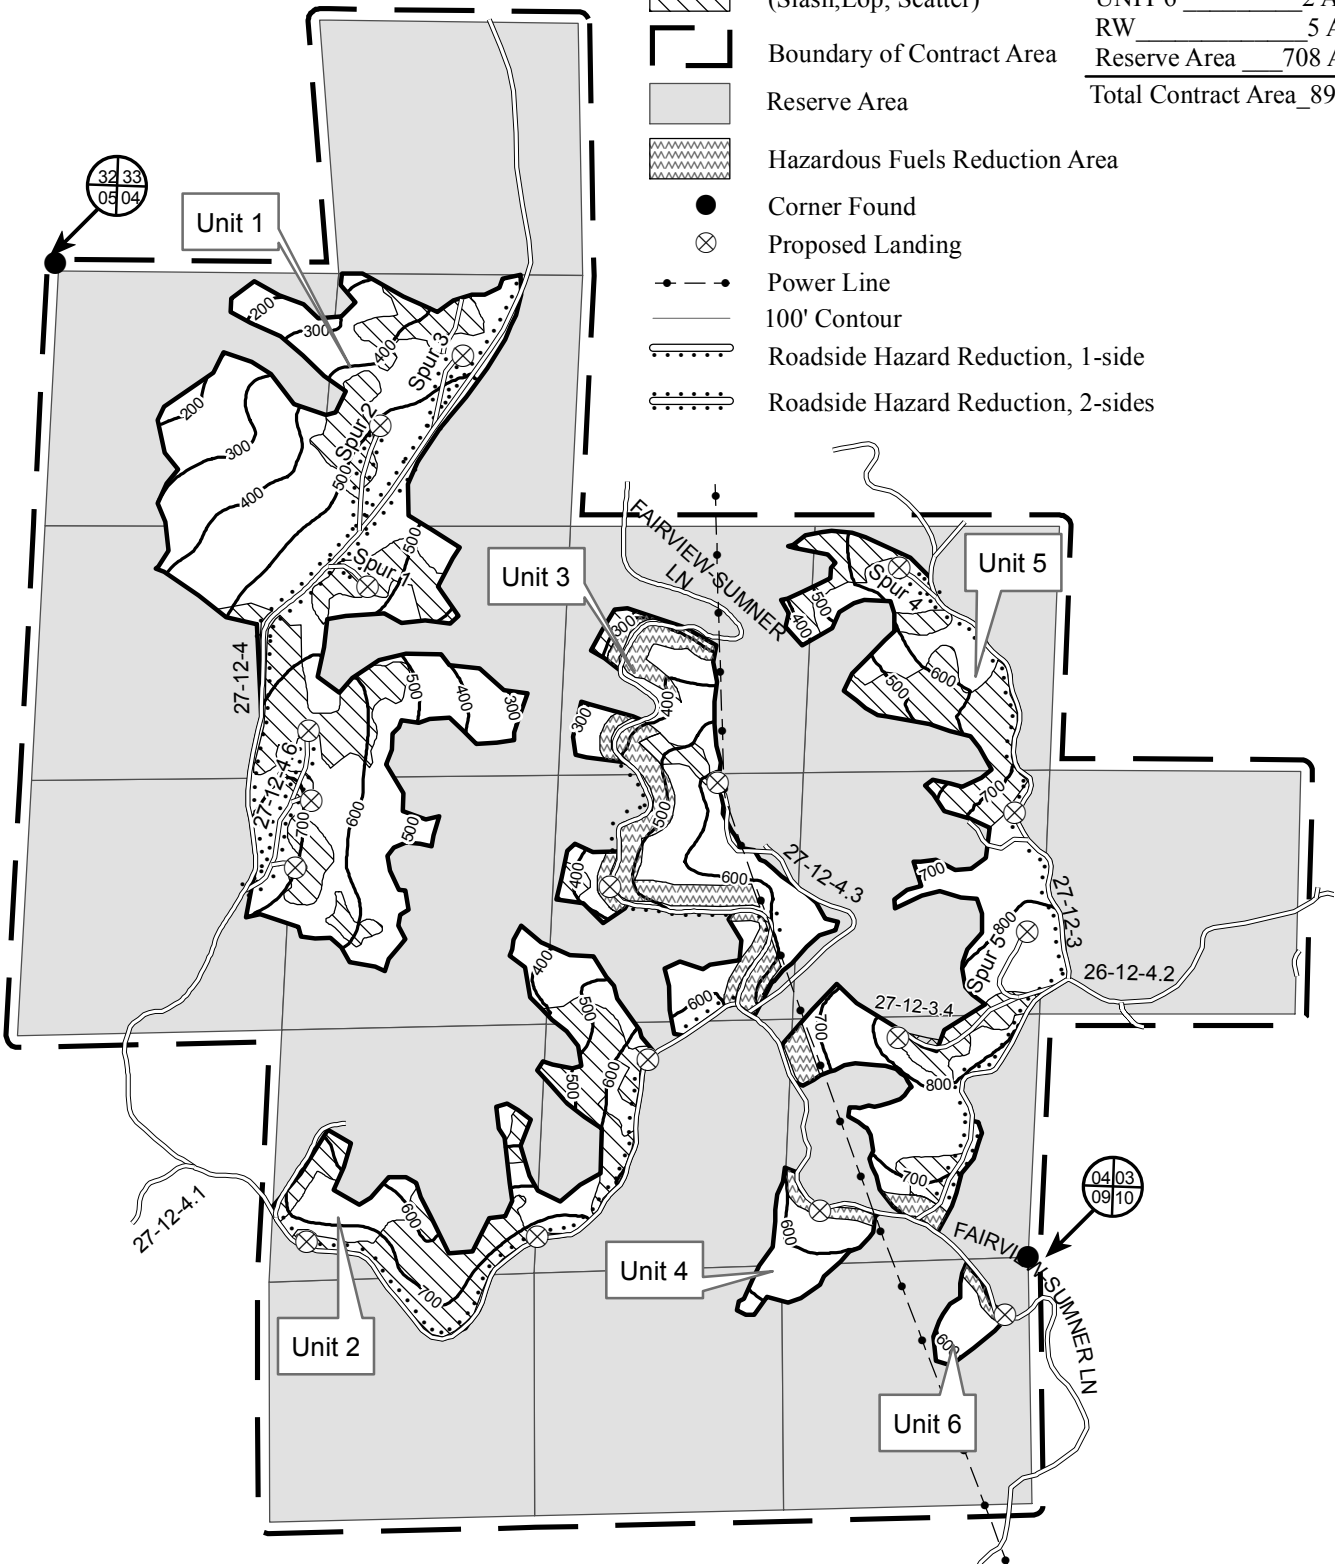 (Slash,Lop, Scatter)
UNIT 6 _________2 A
RW_____________5 A
Boundary of Contract Area
Reserve Area ___708 A
Reserve Area
Total Contract Area_89
Hazardous Fuels Reduction Area
Corner Found
Proposed Landing
Power Line
100' Contour
Roadside Hazard Reduction, 1-side
Roadside Hazard Reduction, 2-sides
32 33
05 04
Unit 1
200
300
400
Spur 3
200
300
400
Spur 2
500
500
Spur 1
27-12-4
500
400
300
27-12-4.6
700
600
500
FAIRVIEW-SUMNER
LN
Unit 3
300
400
300
500
400
600
27-12-4.3
600
Unit 5
Spur 4
500
400
600
500
700
700
27-12-3
800
Spur 5
26-12-4.2
27-12-3.4
700
800
700
400
500
600
500
600
700
27-12-4.1
Unit 2
Unit 4
600
04 03
09 10
FAIRVIEW-SUMNER LN
600
Unit 6